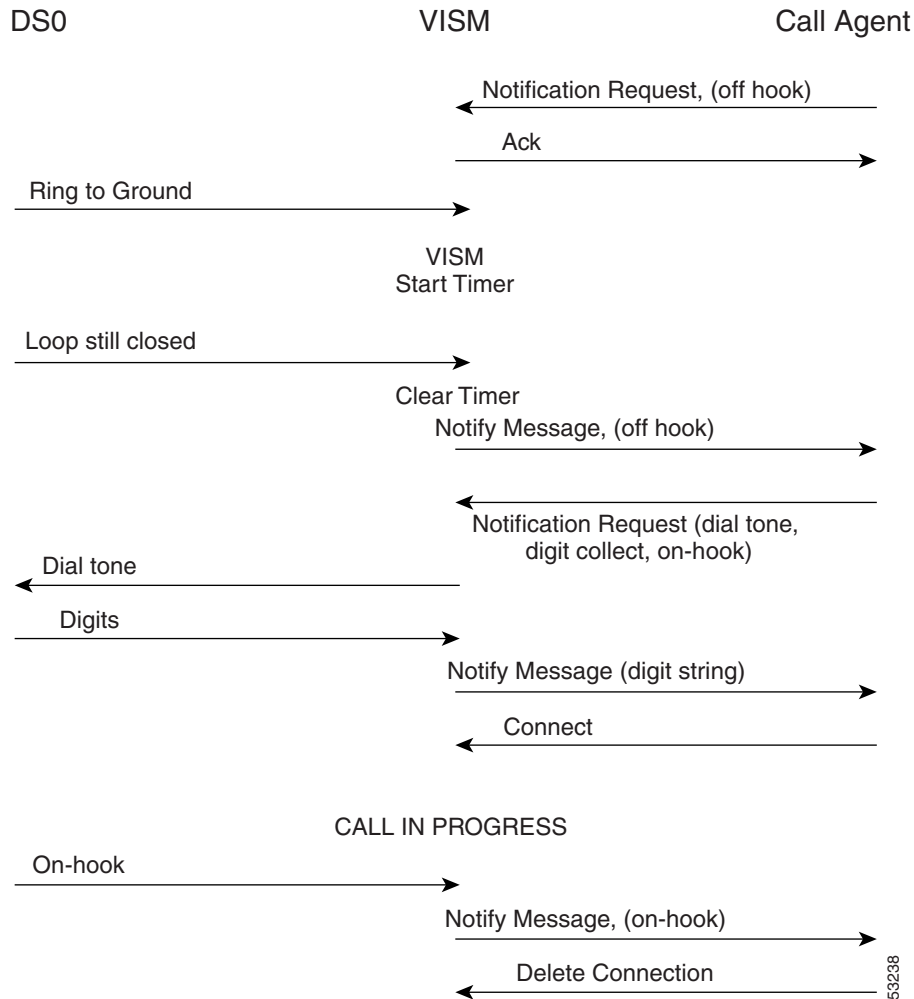 DS0 VISM Call Agent
Notification Request, (off hook)
Ack
Ring to Ground
VISM
Start Timer
Loop still closed
Clear Timer
Notify Message, (off hook)
Notification Request (dial tone,
digit collect, on-hook)
Dial tone
Digits
Notify Message (digit string)
Connect
CALL IN PROGRESS
On-hook
Notify Message, (on-hook)
Delete Connection
53238